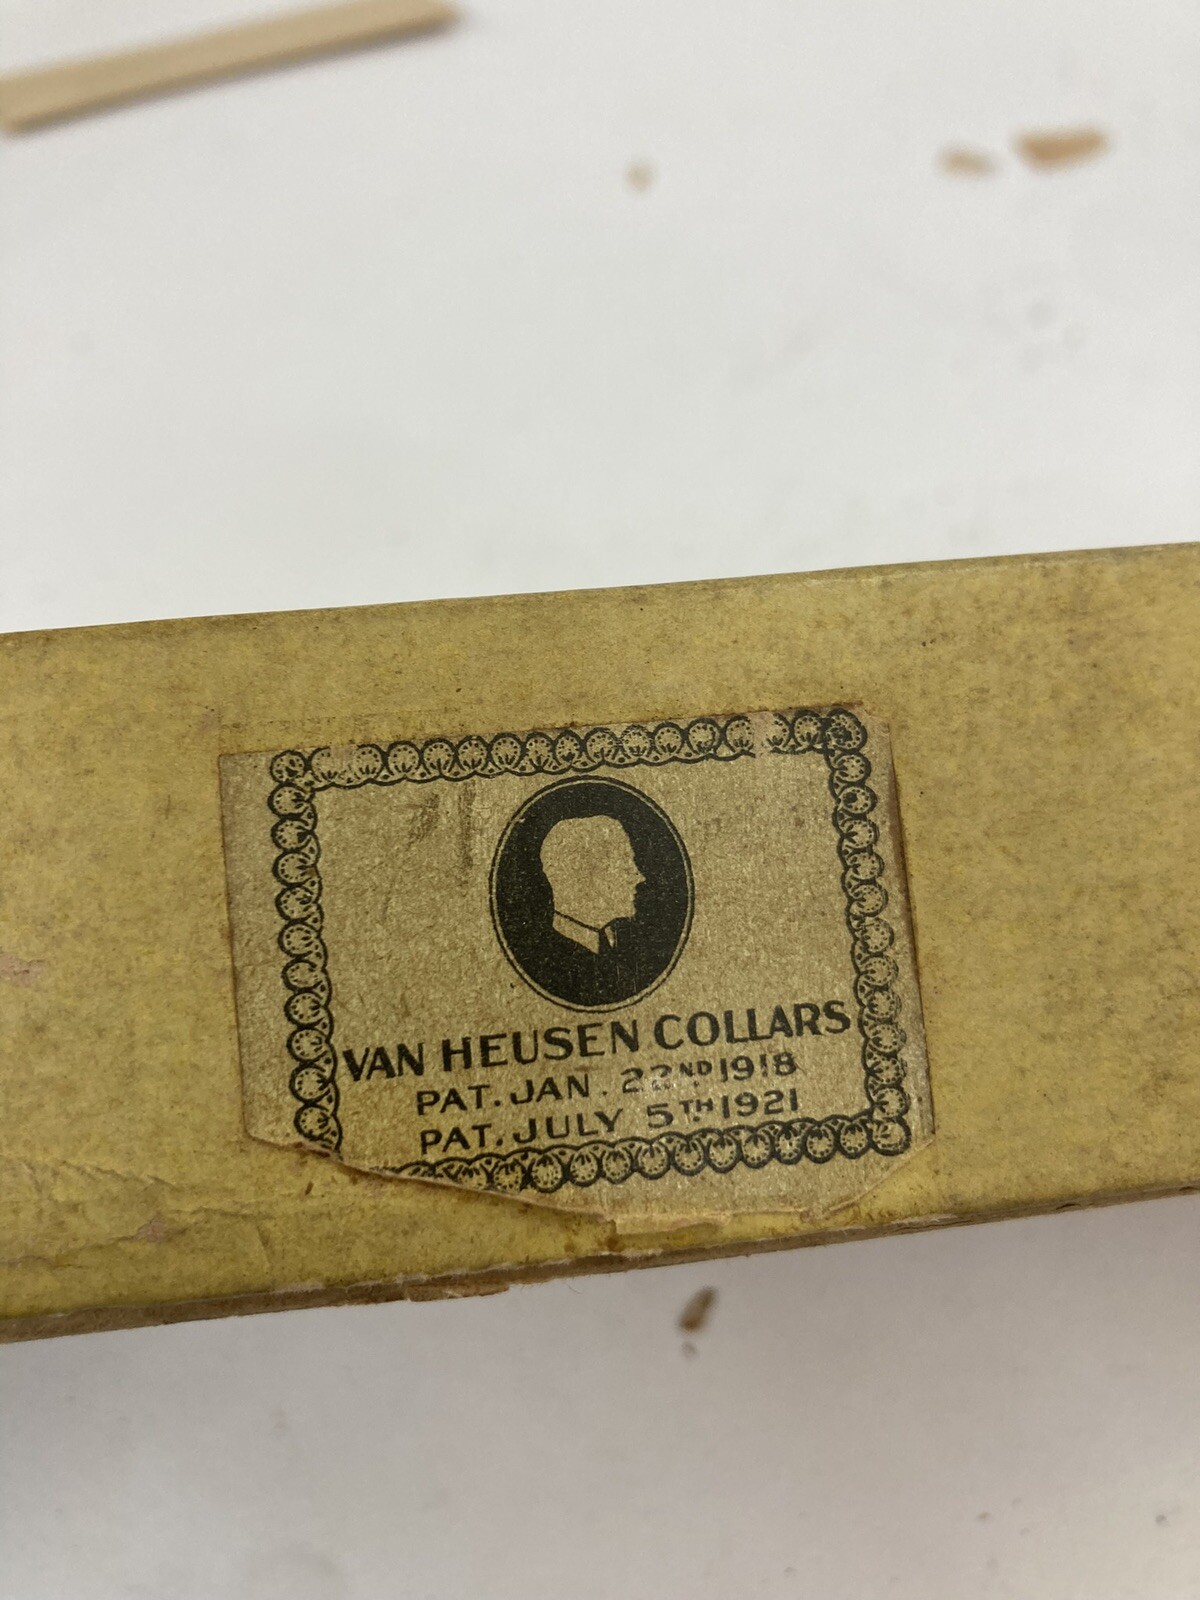 VAN HEUSEN COLLARS
PAT. JAN. 22ND 1918
PAT. JULY 5TH 1921